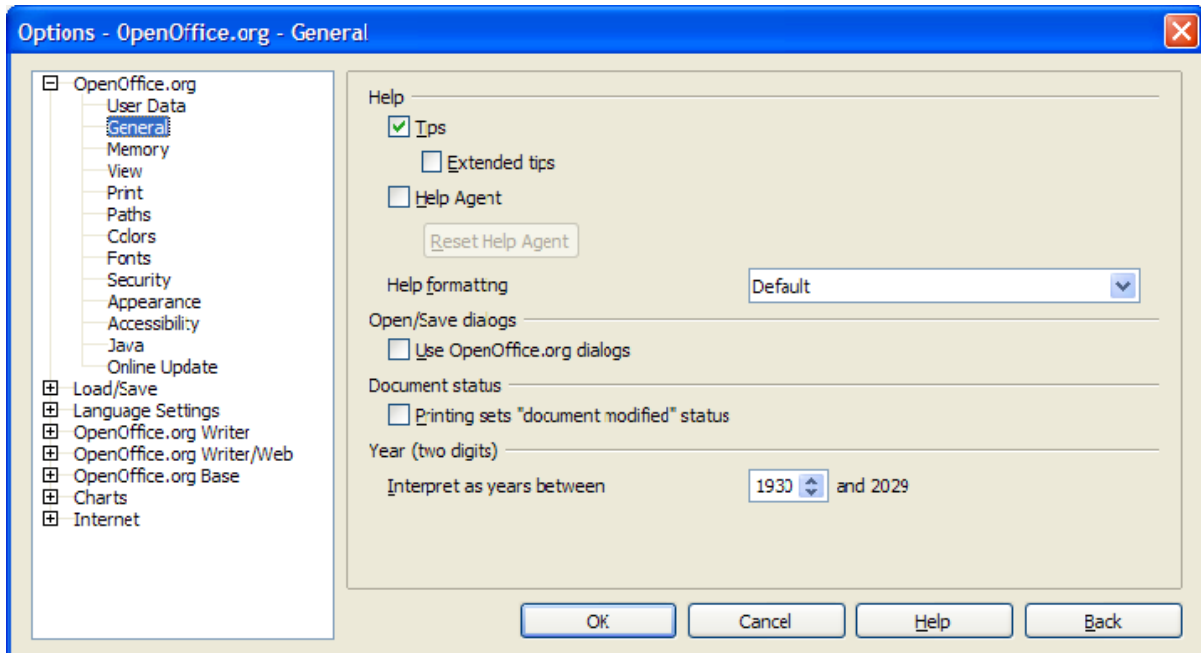 Options - OpenOffice.org - General
OpenOffice.org
User Data
General
Memory
View
Print
Paths
Colors
Fonts
Security
Appearance
Accessibility
Java
Online Update
Load/Save
Language Settings
OpenOffice.org Writer
OpenOffice.org Writer/Web
OpenOffice.org Base
Charts
Internet
Help
Tips
Extended tips
Help Agent
Reset Help Agent
Help formatting
Default
Open/Save dialogs
Use OpenOffice.org dialogs
Document status
Printing sets "document modified" status
Year (two digits)
Interpret as years between 1930 and 2029
OK Cancel Help Back